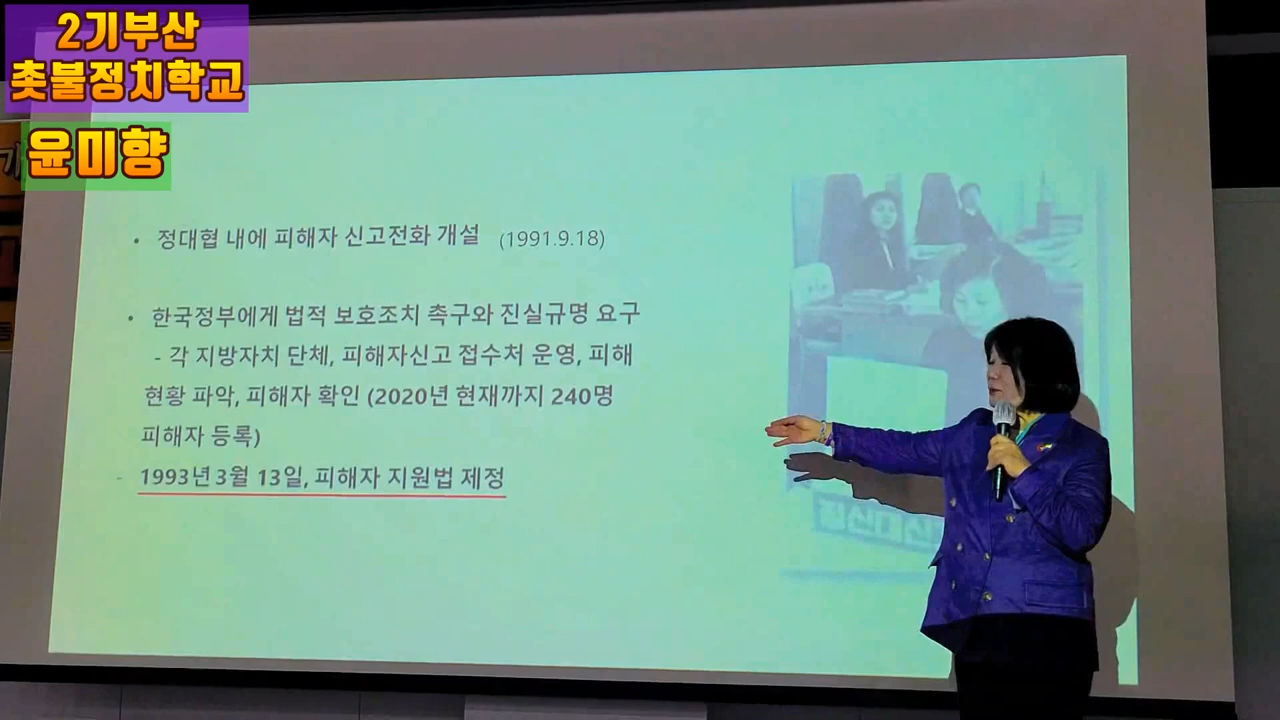 2기부산
촛불정치학교
윤미향
• 정대협 내에 피해자 신고전화 개설 (1991.9.18)
• 한국정부에게 법적 보호조치 촉구와 진실규명 요구
- 각 지방자치 단체, 피해자신고 접수처 운영, 피해
현황 파악, 피해자 확인 (2020년 현재까지 240명
피해자 등록)
- 1993년 3월 13일, 피해자 지원법 제정
정신대신